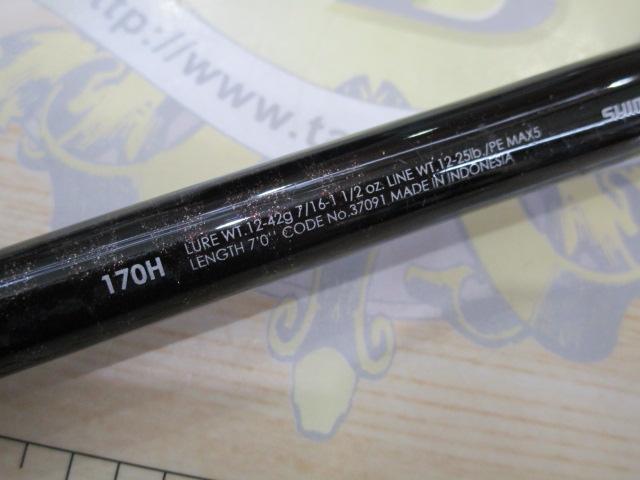 http://www.ta
170H
LURE WT.12-42g 7/16-1 1/2 oz. LINE WT.12-25lb./PE MAX5
LENGTH 7'0" CODE No.37091 MADE IN INDONESIA